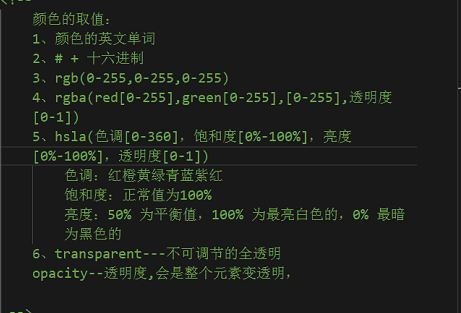 <!--
颜色的取值:
1、颜色的英文单词
2、# + 十六进制
3、rgb(0-255,0-255,0-255)
4、rgba(red[0-255],green[0-255],[0-255],透明度
[0-1])
5、hsla(色调[0-360]，饱和度[0%-100%]，亮度
[0%-100%]，透明度[0-1])
色调：红橙黄绿青蓝紫红
饱和度：正常值为100%
亮度：50% 为平衡值，100% 为最亮白色的，0% 最暗
为黑色的
6、transparent---不可调节的全透明
opacity--透明度,会是整个元素变透明，
-->